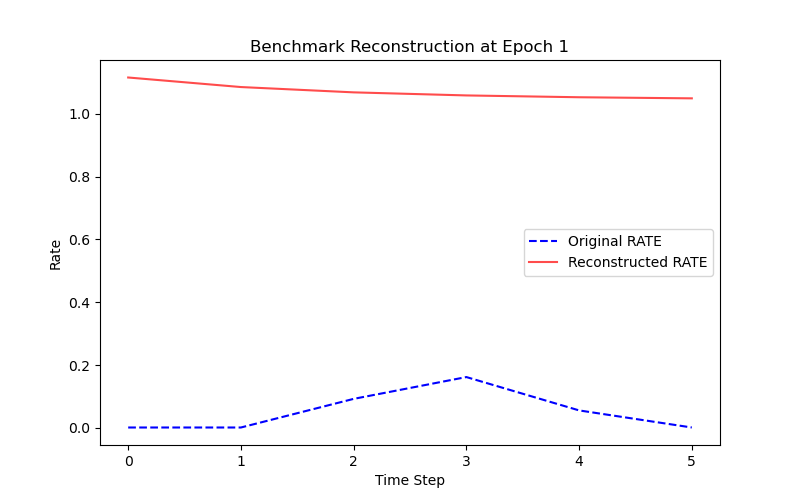 Benchmark Reconstruction at Epoch 1
Rate
1.0
0.8
0.6
0.4
0.2
0.0
Original RATE
Reconstructed RATE
0 1 2 3 4 5
Time Step